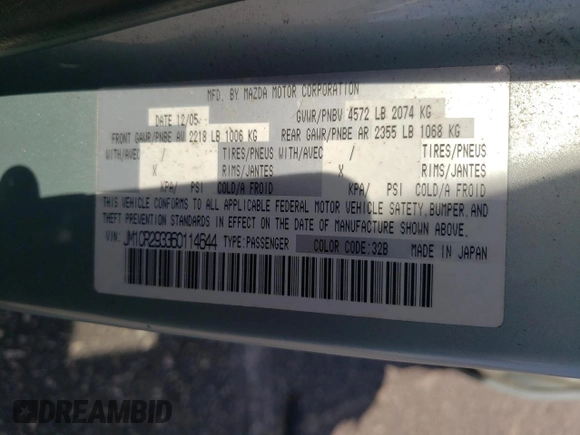 MFD. BY MAZDA MOTOR CORPORATION
DATE 12/05 GVWR/PNBV 4572 LB 2074 KG
FRONT GAWR/PNBE AV 2218 LB 1006 KG REAR GAWR/PNBE AR 2355 LB 1068 KG
WITH/AVEC / TIRES/PNEUS WITH/AVEC / TIRES/PNEUS
X RIMS/JANTES X RIMS/JANTES
KPA/ PSI COLD/A FROID KPA/ PSI COLD/A FROID
THIS VEHICLE CONFORMS TO ALL APPLICABLE FEDERAL MOTOR VEHICLE SAFETY, BUMPER, AND
THEFT PREVENTION STANDARDS IN EFFECT ON THE DATE OF MANUFACTURE SHOWN ABOVE.
VIN: JM1CR293360114644 TYPE:PASSENGER COLOR CODE:32B MADE IN JAPAN
DREAMBID